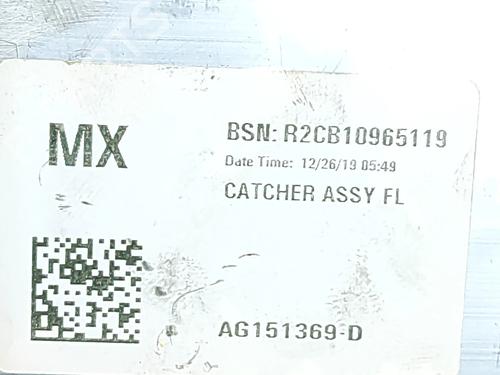 MX
BSN: R2CB10965119
Date Time: 12/26/19 05:49
CATCHER ASSY FL
AG151369-D